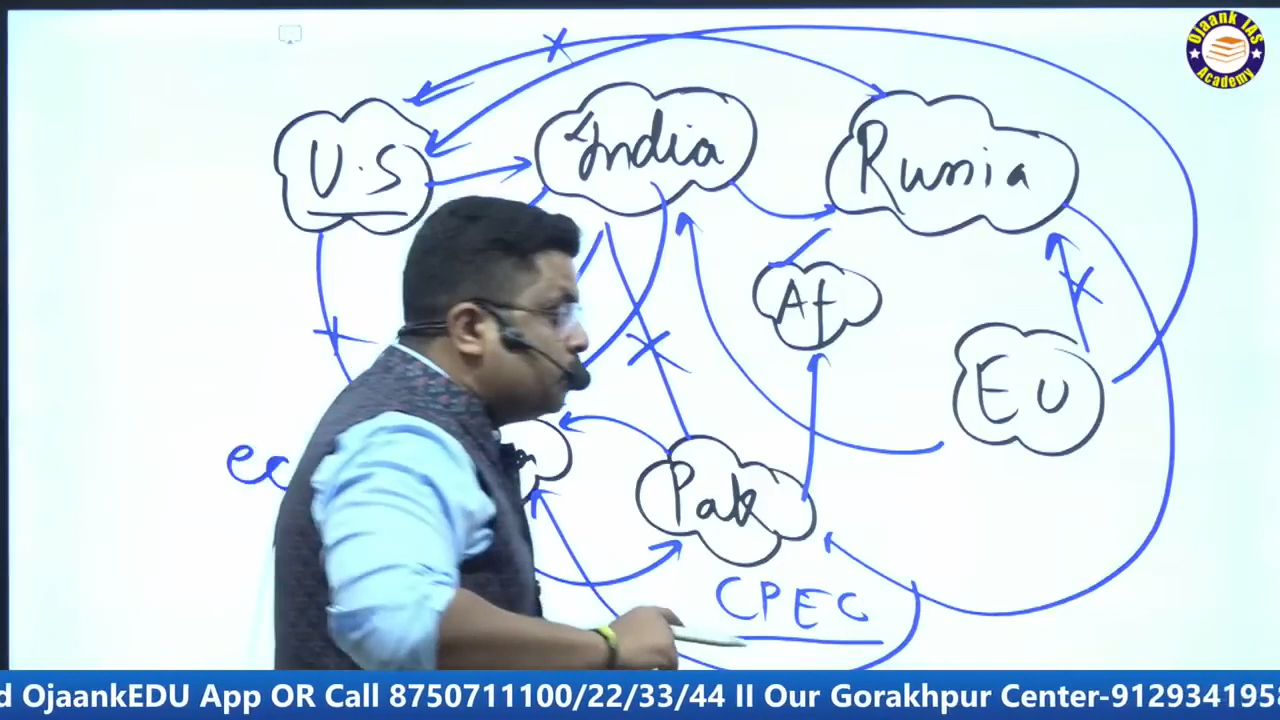 Ojaank IAS
Academy
U.S
India
Russia
Af
EU
Pak
CPEC
d OjaankEDU App OR Call 8750711100/22/33/44 II Our Gorakhpur Center-912934195